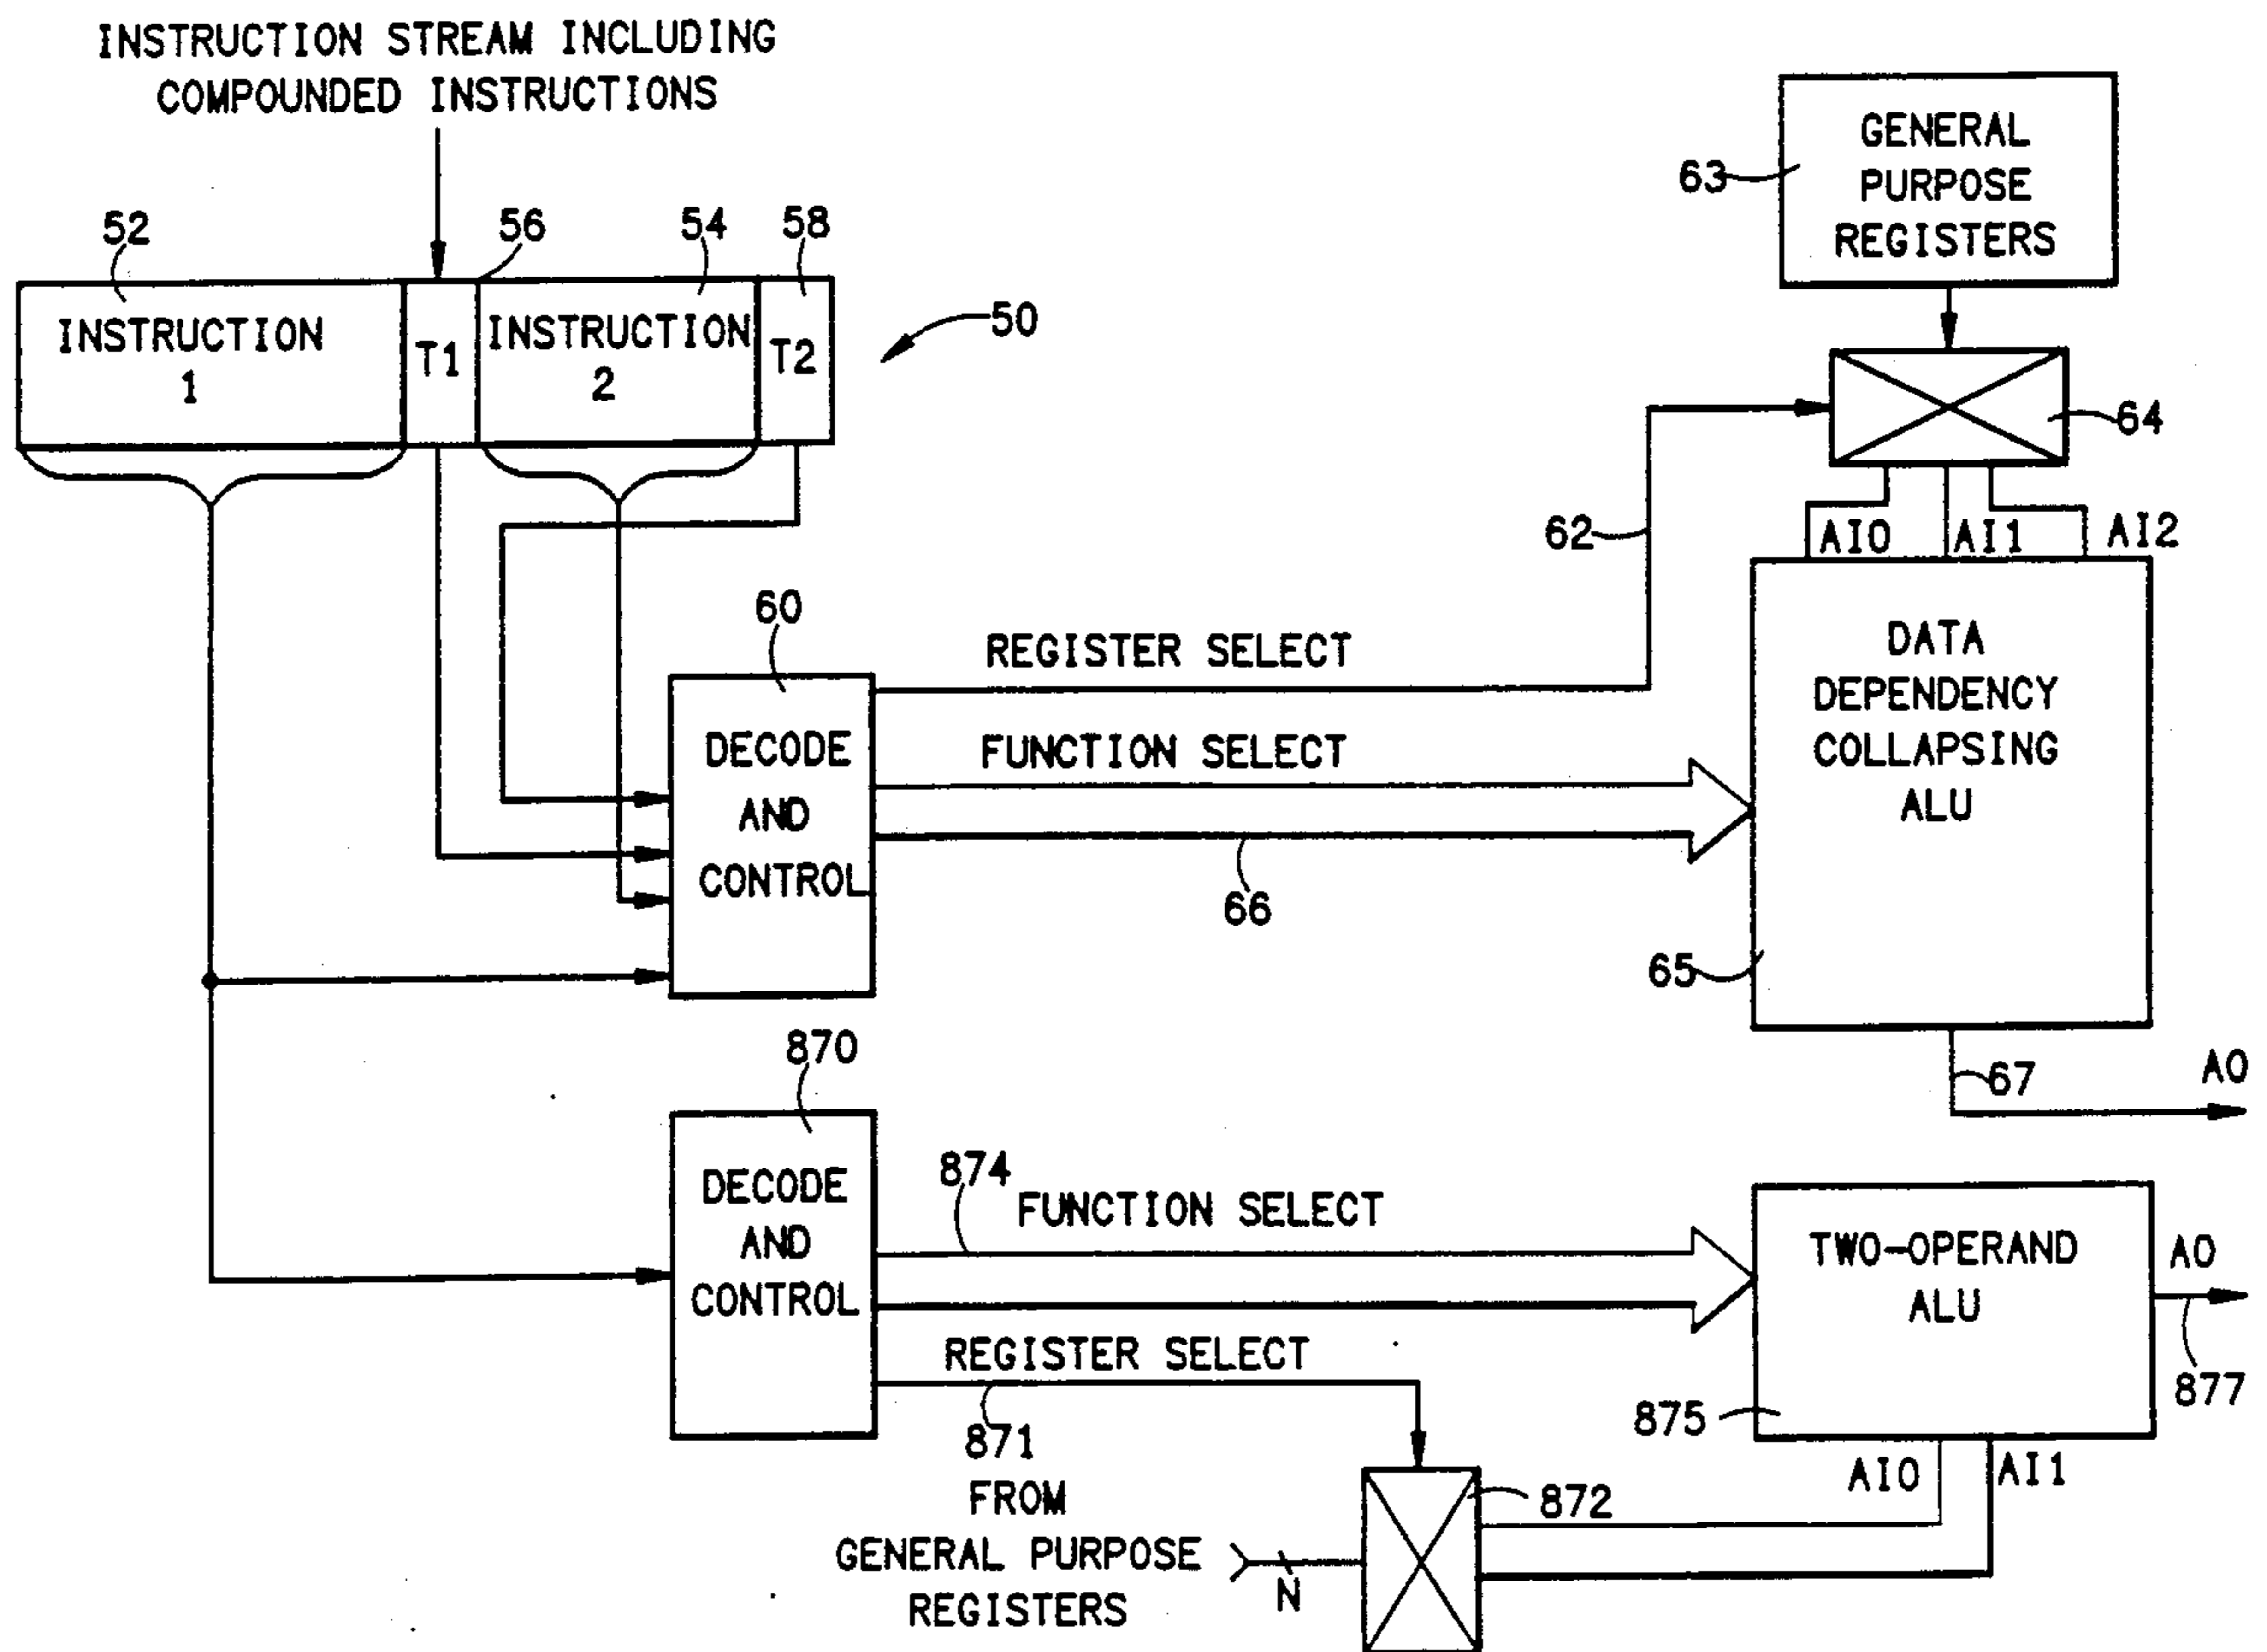 INSTRUCTION STREAM INCLUDING
COMPOUNDED INSTRUCTIONS
52
56
54
58
50
INSTRUCTION
1
T1
INSTRUCTION
2
T2
63
GENERAL
PURPOSE
REGISTERS
64
62
AI0
AI1
AI2
60
DECODE
AND
CONTROL
REGISTER SELECT
FUNCTION SELECT
66
DATA
DEPENDENCY
COLLAPSING
ALU
65
67
AO
870
DECODE
AND
CONTROL
874
FUNCTION SELECT
REGISTER SELECT
871
TWO-OPERAND
ALU
875
AO
877
AI0
AI1
872
FROM
GENERAL PURPOSE
REGISTERS
N